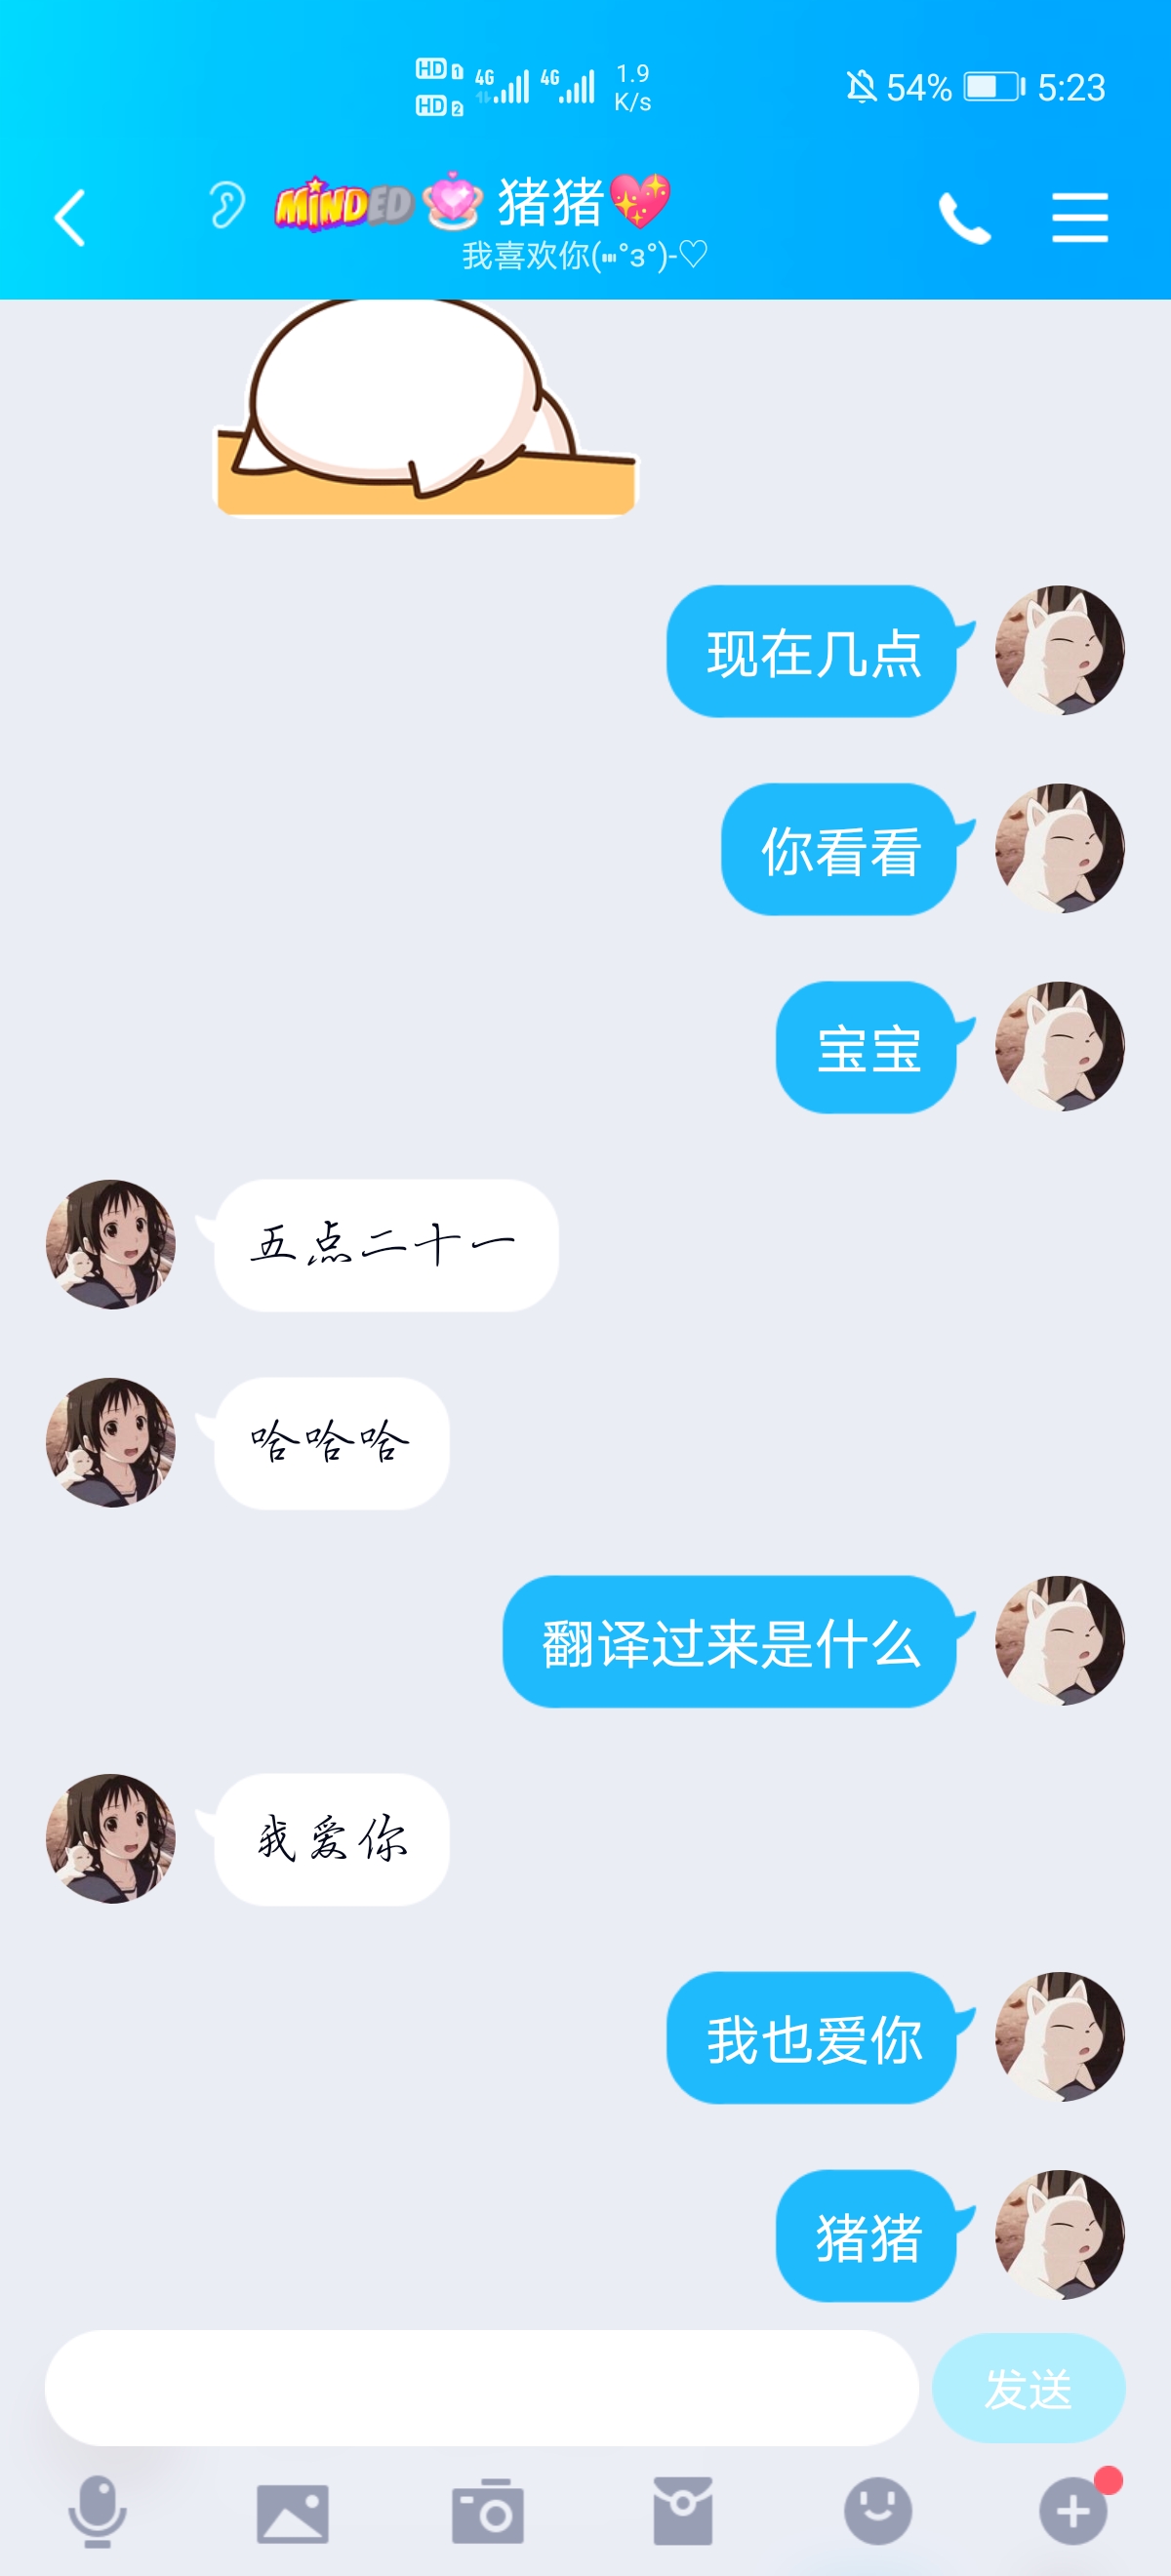 HD 1 4G 4G 1.9 54% 5:23
HD 2 K/s
MINDED 猪猪💖
我喜欢你(⑉°з°)-♡
现在几点
你看看
宝宝
五点二十一
哈哈哈
翻译过来是什么
我爱你
我也爱你
猪猪
发送